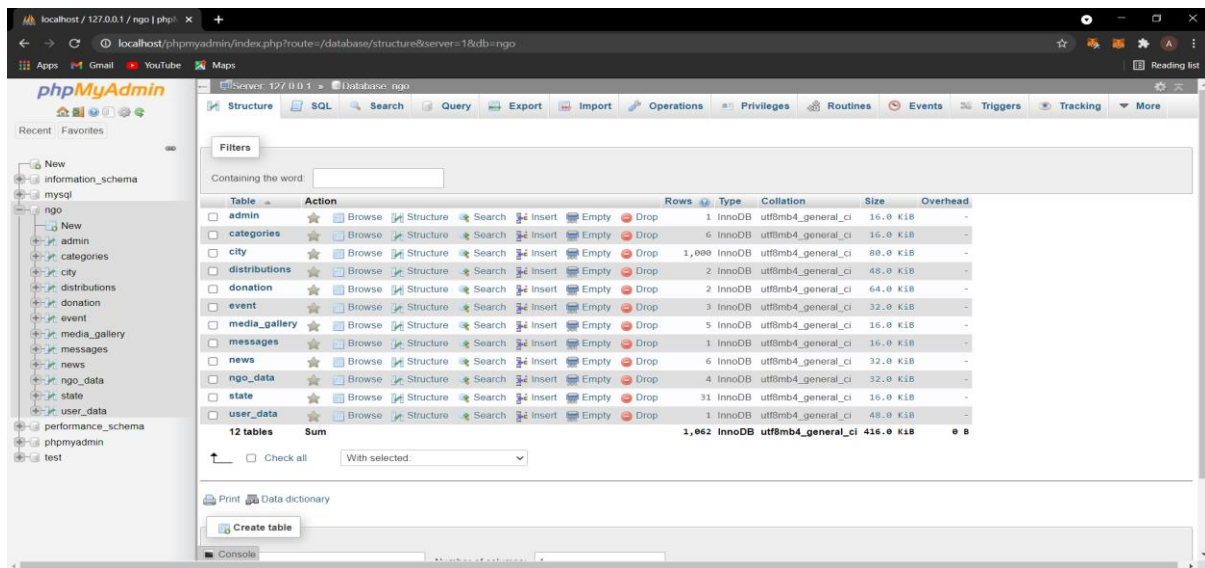 localhost / 127.0.0.1 / ngo | php
localhost/phpmyadmin/index.php?route=/database/structure&server=1&db=ngo
A
Apps Gmail YouTube Maps Reading list
phpMyAdmin
Recent Favorites
New
information_schema
mysql
ngo
New
admin
categories
city
distributions
donation
event
media_gallery
messages
news
ngo_data
state
user_data
performance_schema
phpmyadmin
test
Server: 127.0.0.1 » Database: ngo
Structure SQL Search Query Export Import Operations Privileges Routines Events Triggers Tracking More
Filters
Containing the word:
Table Action Rows Type Collation Size Overhead
admin Browse Structure Search Insert Empty Drop 1 InnoDB utf8mb4_general_ci 16.0 KiB -
categories Browse Structure Search Insert Empty Drop 6 InnoDB utf8mb4_general_ci 16.0 KiB -
city Browse Structure Search Insert Empty Drop 1,000 InnoDB utf8mb4_general_ci 80.0 KiB -
distributions Browse Structure Search Insert Empty Drop 2 InnoDB utf8mb4_general_ci 48.0 KiB -
donation Browse Structure Search Insert Empty Drop 2 InnoDB utf8mb4_general_ci 64.0 KiB -
event Browse Structure Search Insert Empty Drop 3 InnoDB utf8mb4_general_ci 32.0 KiB -
media_gallery Browse Structure Search Insert Empty Drop 5 InnoDB utf8mb4_general_ci 16.0 KiB -
messages Browse Structure Search Insert Empty Drop 1 InnoDB utf8mb4_general_ci 16.0 KiB -
news Browse Structure Search Insert Empty Drop 6 InnoDB utf8mb4_general_ci 32.0 KiB -
ngo_data Browse Structure Search Insert Empty Drop 4 InnoDB utf8mb4_general_ci 32.0 KiB -
state Browse Structure Search Insert Empty Drop 31 InnoDB utf8mb4_general_ci 16.0 KiB -
user_data Browse Structure Search Insert Empty Drop 1 InnoDB utf8mb4_general_ci 48.0 KiB -
12 tables Sum 1,062 InnoDB utf8mb4_general_ci 416.0 KiB 0 B
Check all With selected:
Print Data dictionary
Create table
Console